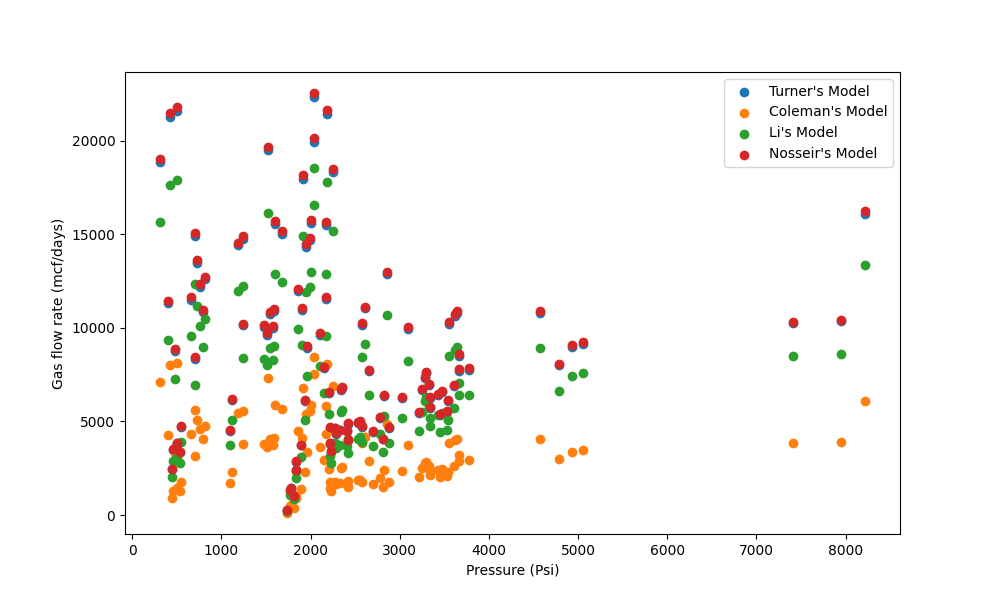 Turner's Model
Coleman's Model
Li's Model
Nosseir's Model
Gas flow rate (mcf/days)
20000
15000
10000
5000
0
0 1000 2000 3000 4000 5000 6000 7000 8000
Pressure (Psi)